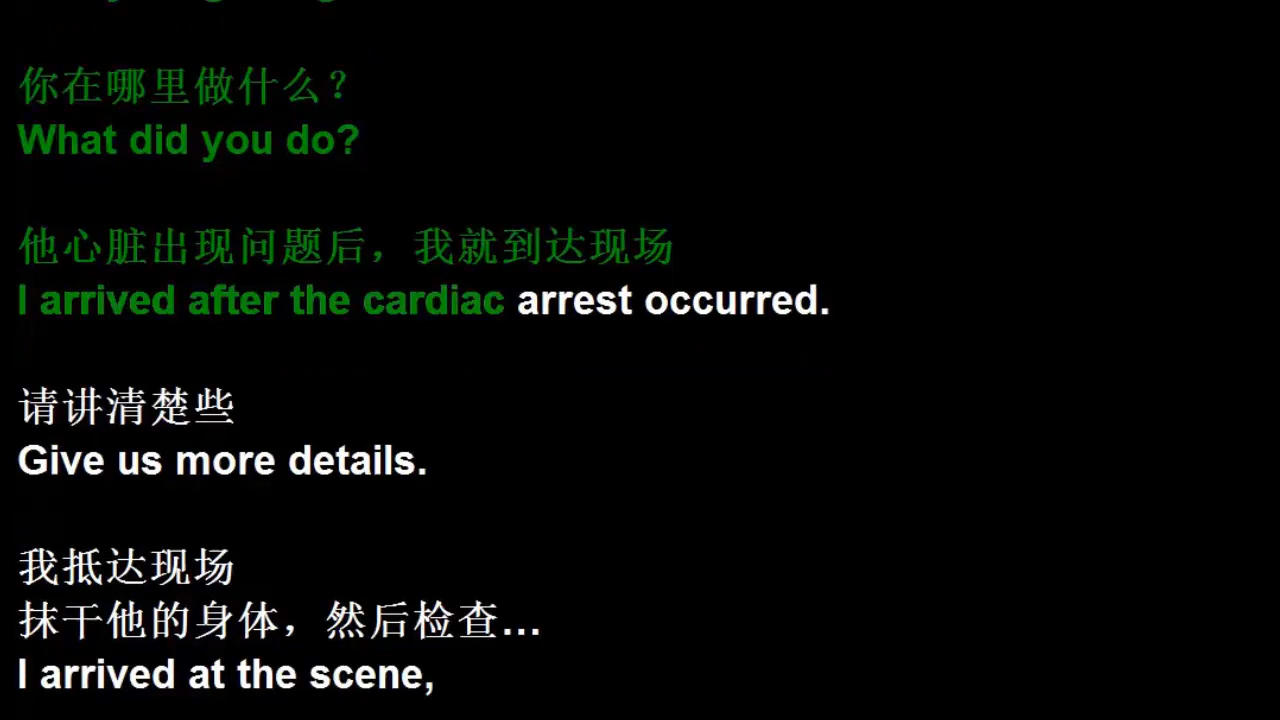 你在哪里做什么？
What did you do?
他心脏出现问题后，我就到达现场
I arrived after the cardiac arrest occurred.
请讲清楚些
Give us more details.
我抵达现场
抹干他的身体，然后检查...
I arrived at the scene,